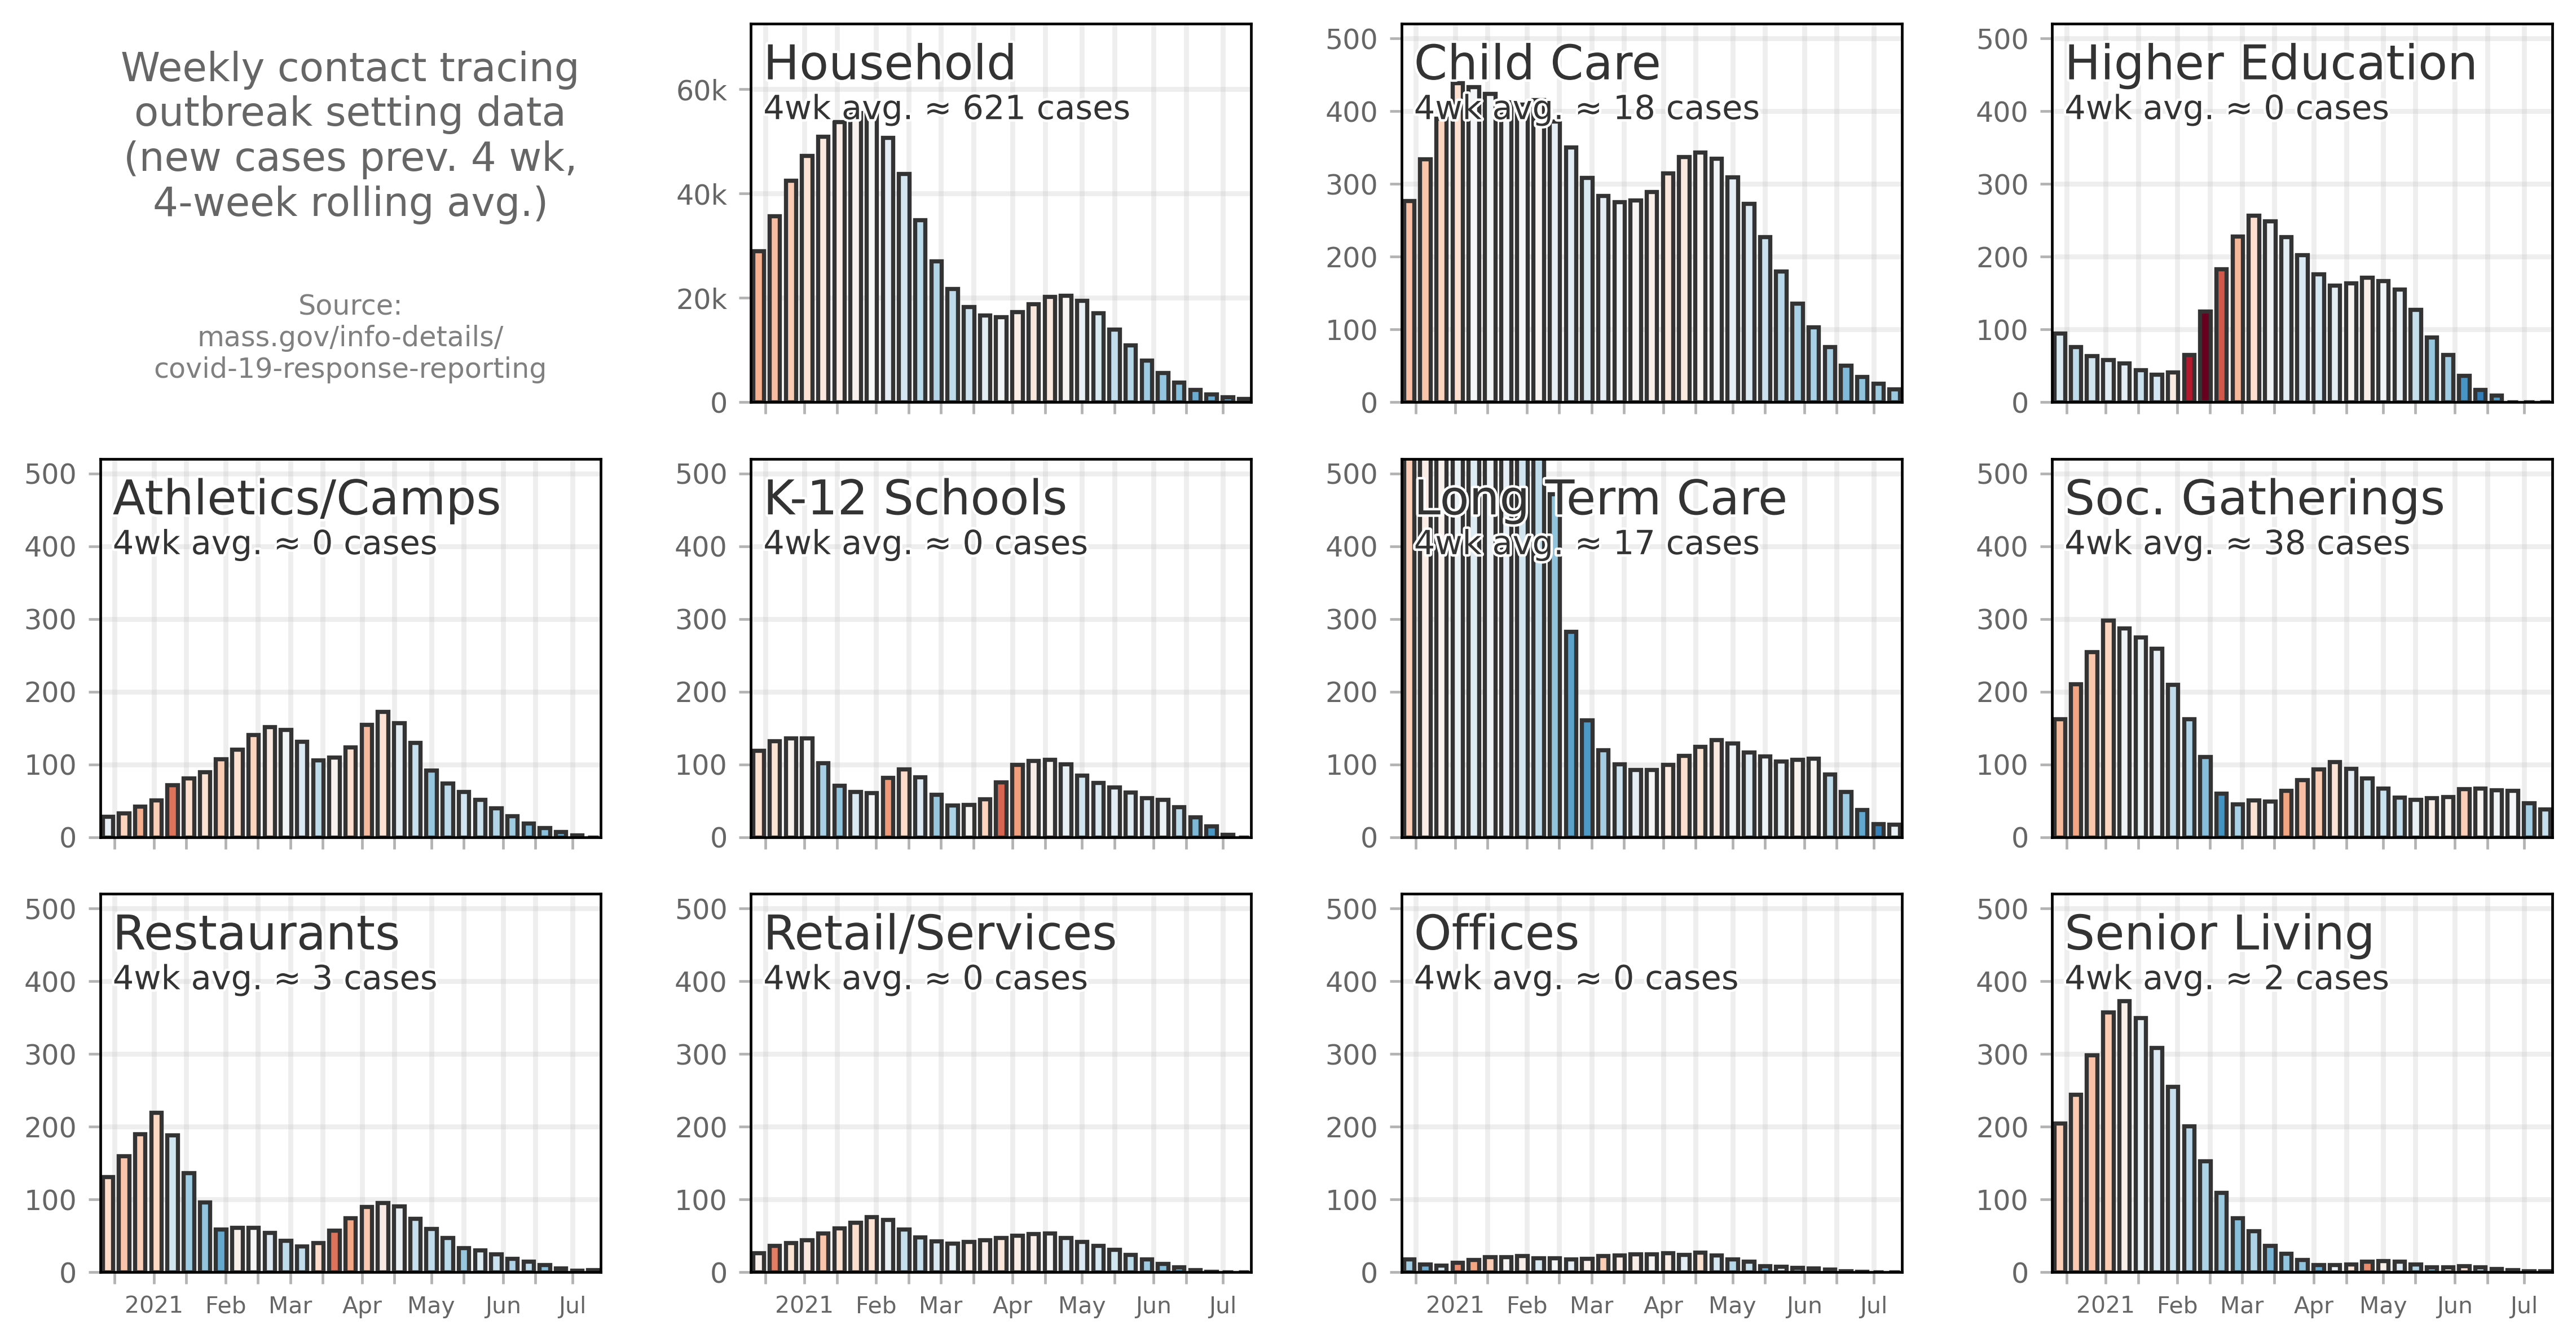 Weekly contact tracing
outbreak setting data
(new cases prev. 4 wk,
4-week rolling avg.)
Source:
mass.gov/info-details/
covid-19-response-reporting
Household
4wk avg. ≈ 621 cases
60k
40k
20k
0
Child Care
4wk avg. ≈ 18 cases
500
400
300
200
100
0
Higher Education
4wk avg. ≈ 0 cases
500
400
300
200
100
0
Athletics/Camps
4wk avg. ≈ 0 cases
500
400
300
200
100
0
K-12 Schools
4wk avg. ≈ 0 cases
500
400
300
200
100
0
Long Term Care
4wk avg. ≈ 17 cases
500
400
300
200
100
0
Soc. Gatherings
4wk avg. ≈ 38 cases
500
400
300
200
100
0
Restaurants
4wk avg. ≈ 3 cases
500
400
300
200
100
0
2021 Feb Mar Apr May Jun Jul
Retail/Services
4wk avg. ≈ 0 cases
500
400
300
200
100
0
2021 Feb Mar Apr May Jun Jul
Offices
4wk avg. ≈ 0 cases
500
400
300
200
100
0
2021 Feb Mar Apr May Jun Jul
Senior Living
4wk avg. ≈ 2 cases
500
400
300
200
100
0
2021 Feb Mar Apr May Jun Jul